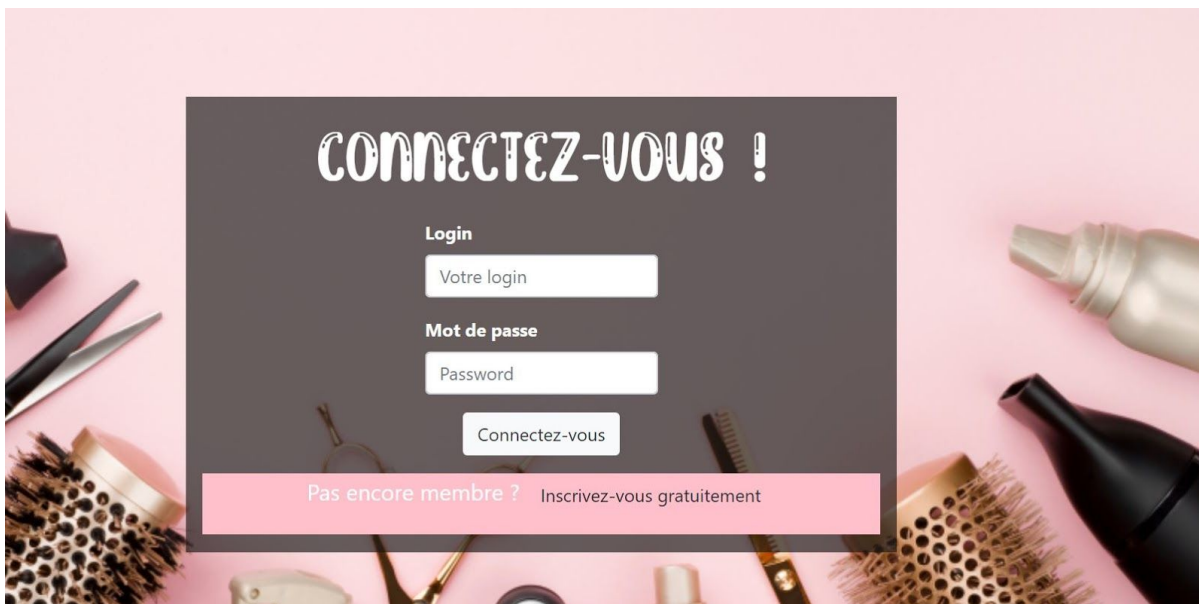 CONNECTEZ-VOUS !
Login
Votre login
Mot de passe
Password
Connectez-vous
Pas encore membre ? Inscrivez-vous gratuitement